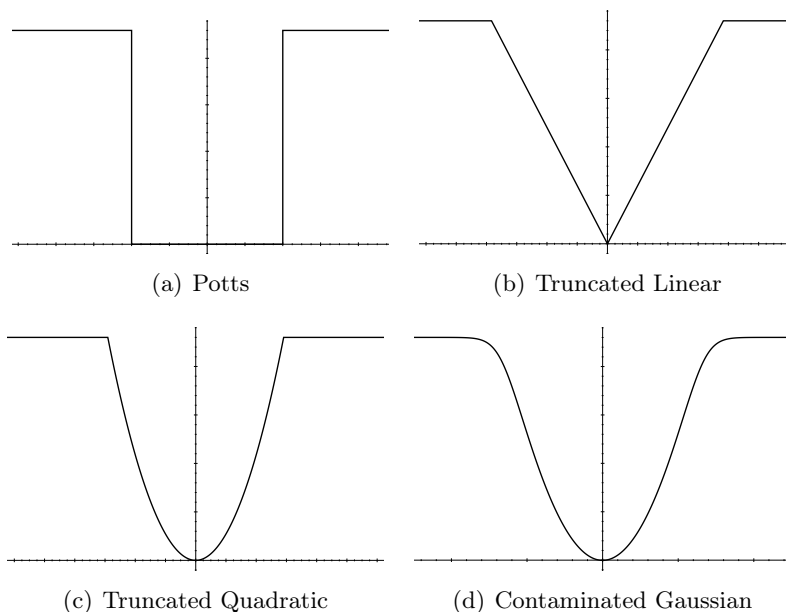 (a) Potts
(b) Truncated Linear
(c) Truncated Quadratic
(d) Contaminated Gaussian